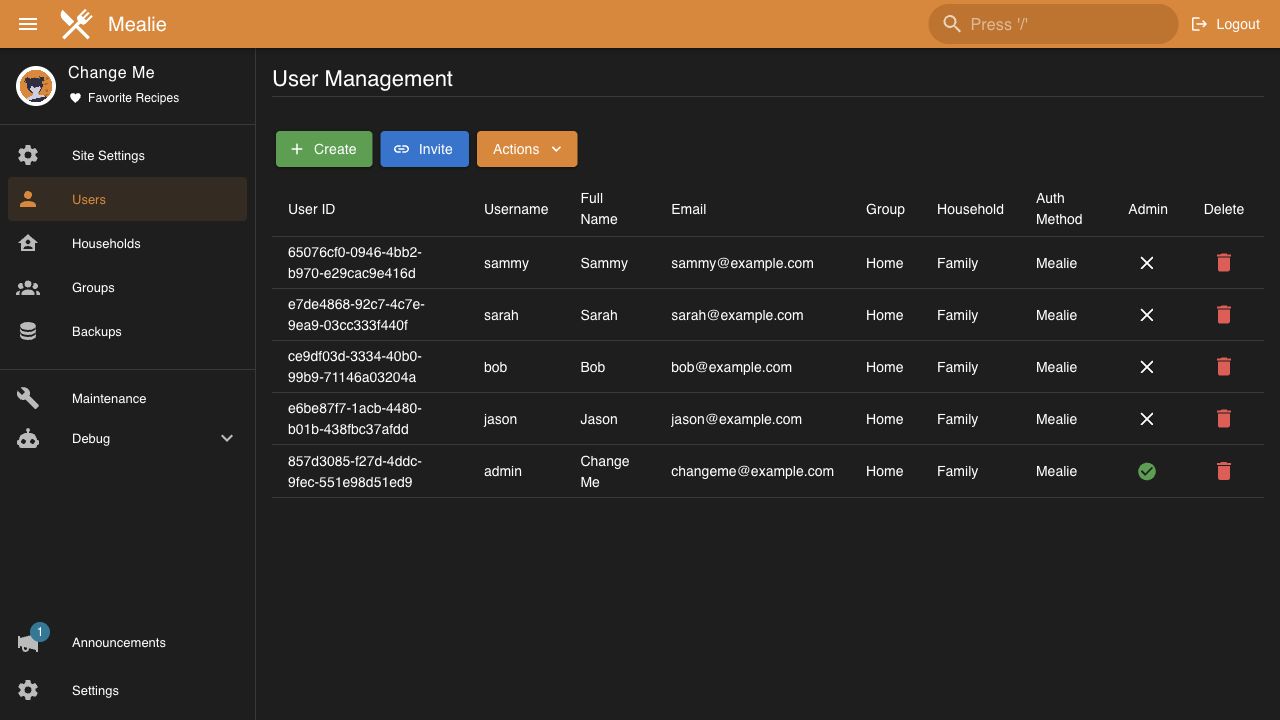 Mealie
Press '/'
Logout
Change Me
Favorite Recipes
Site Settings
Users
Households
Groups
Backups
Maintenance
Debug
1
Announcements
Settings
User Management
Create
Invite
Actions
User ID Username Full Name Email Group Household Auth Method Admin Delete
65076cf0-0946-4bb2-
b970-e29cac9e416d sammy Sammy sammy@example.com Home Family Mealie
e7de4868-92c7-4c7e-
9ea9-03cc333f440f sarah Sarah sarah@example.com Home Family Mealie
ce9df03d-3334-40b0-
99b9-71146a03204a bob Bob bob@example.com Home Family Mealie
e6be87f7-1acb-4480-
b01b-438fbc37afdd jason Jason jason@example.com Home Family Mealie
857d3085-f27d-4ddc-
9fec-551e98d51ed9 admin Change Me changeme@example.com Home Family Mealie